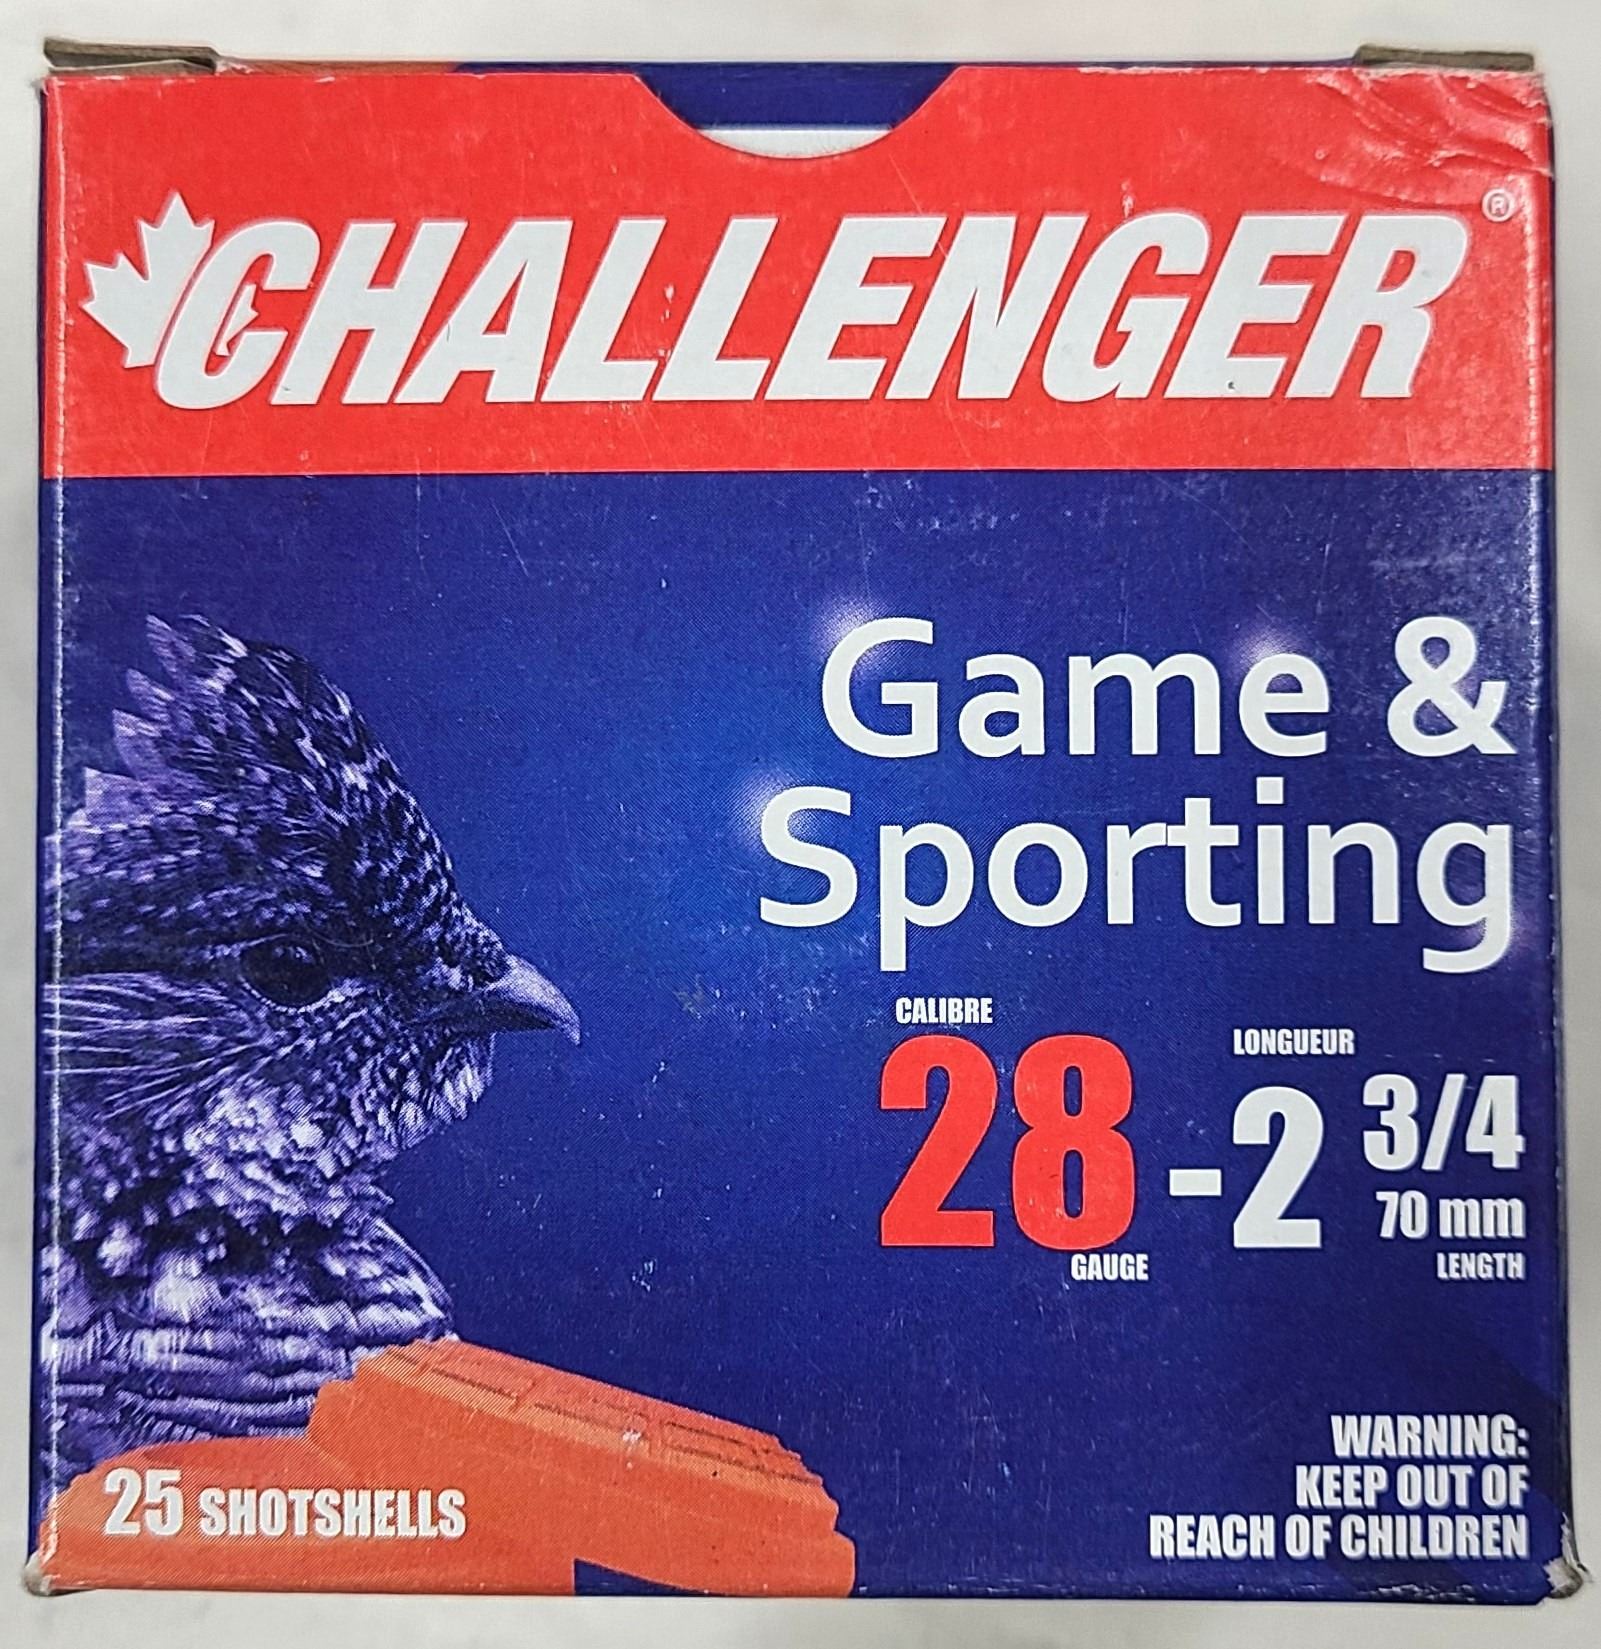 CHALLENGER®
Game &
Sporting
CALIBRE
LONGUEUR
28 - 2 3/4
70 mm
GAUGE
LENGTH
25 SHOTSHELLS
WARNING:
KEEP OUT OF
REACH OF CHILDREN